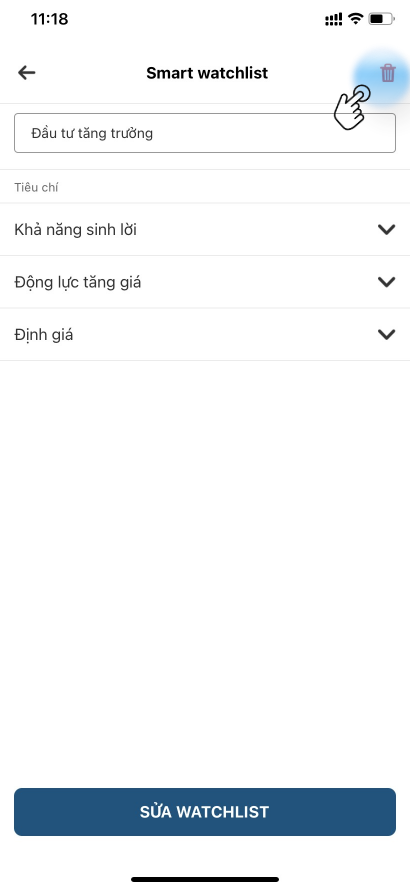 11:18
Smart watchlist
Đầu tư tăng trưởng
Tiêu chí
Khả năng sinh lời
Động lực tăng giá
Định giá
SỬA WATCHLIST